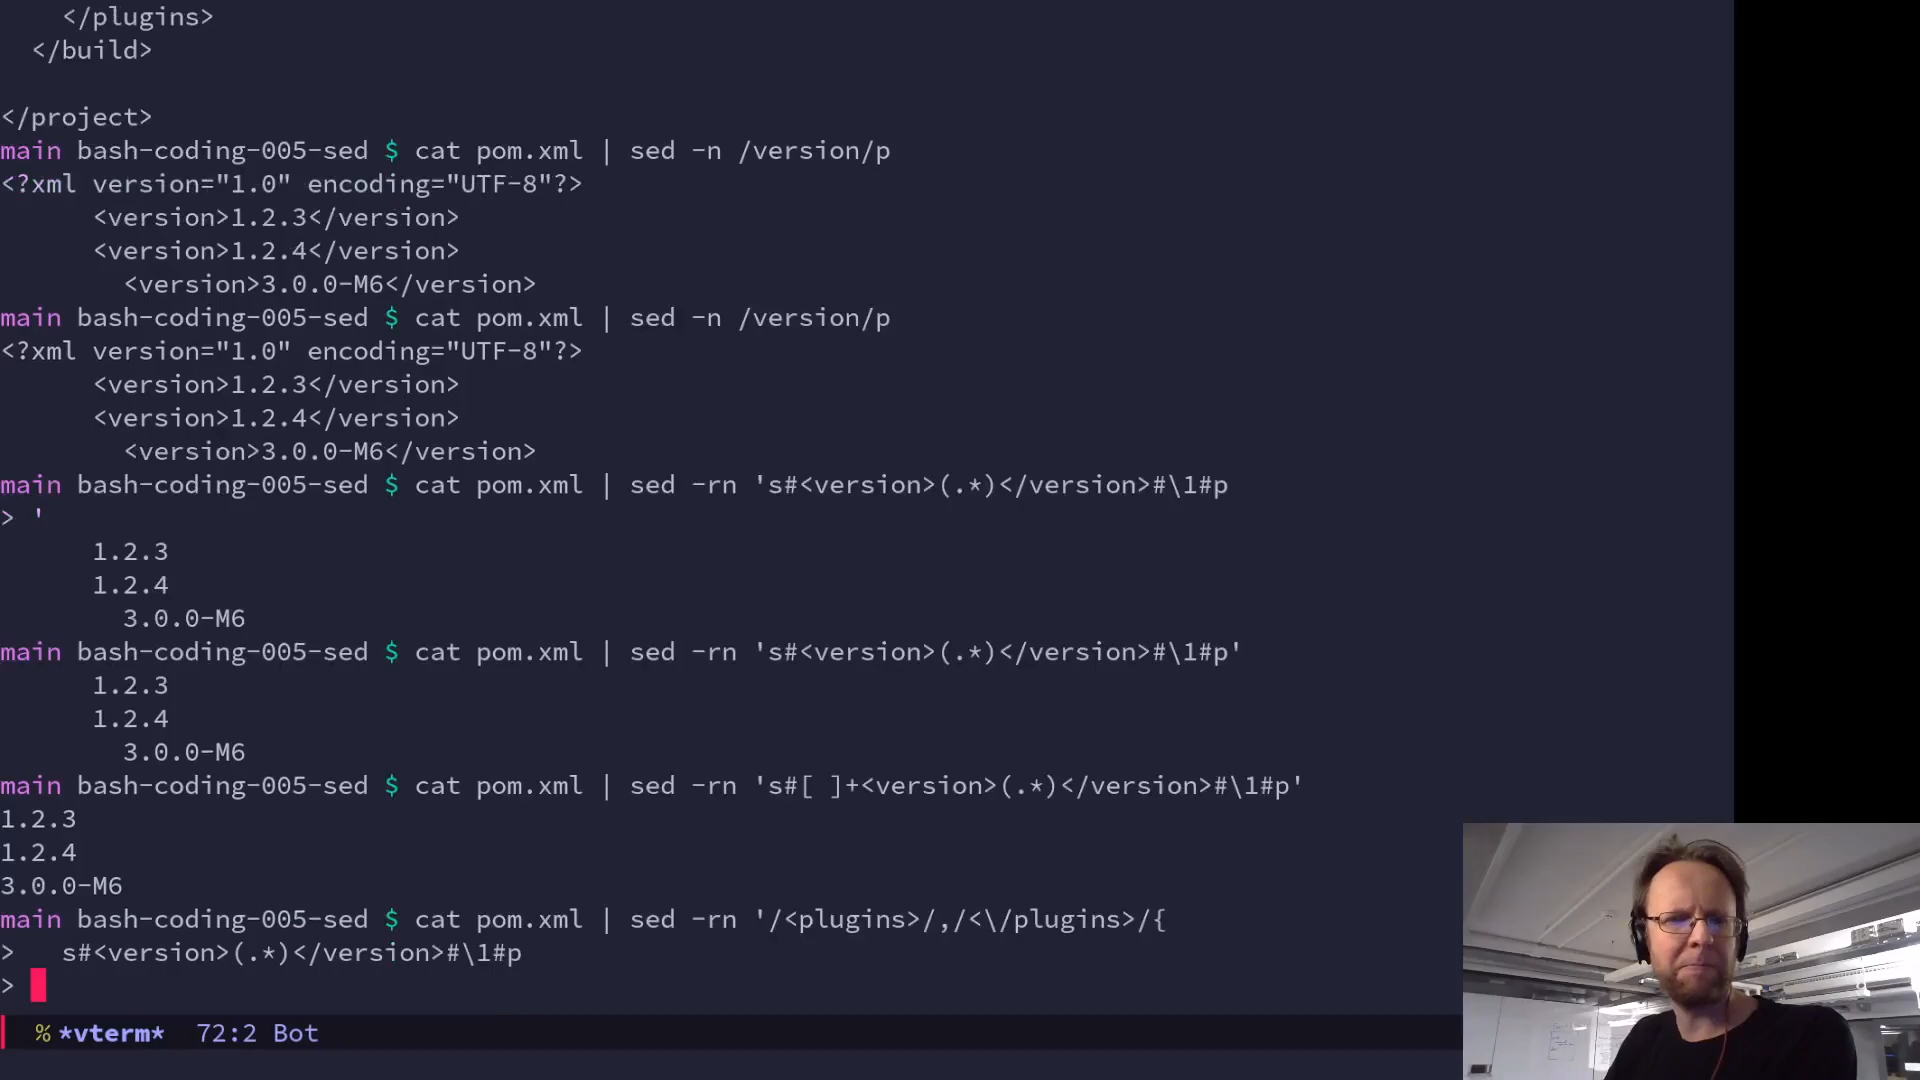 </plugins>
  </build>

</project>
main bash-coding-005-sed $ cat pom.xml | sed -n /version/p
<?xml version="1.0" encoding="UTF-8"?>
      <version>1.2.3</version>
      <version>1.2.4</version>
        <version>3.0.0-M6</version>
main bash-coding-005-sed $ cat pom.xml | sed -n /version/p
<?xml version="1.0" encoding="UTF-8"?>
      <version>1.2.3</version>
      <version>1.2.4</version>
        <version>3.0.0-M6</version>
main bash-coding-005-sed $ cat pom.xml | sed -rn 's#<version>(.*)</version>#\1#p
> '
      1.2.3
      1.2.4
        3.0.0-M6
main bash-coding-005-sed $ cat pom.xml | sed -rn 's#<version>(.*)</version>#\1#p'
      1.2.3
      1.2.4
        3.0.0-M6
main bash-coding-005-sed $ cat pom.xml | sed -rn 's#[ ]+<version>(.*)</version>#\1#p'
1.2.3
1.2.4
3.0.0-M6
main bash-coding-005-sed $ cat pom.xml | sed -rn '/<plugins>/,/<\/plugins>/{
>   s#<version>(.*)</version>#\1#p
>
% *vterm*  72:2 Bot